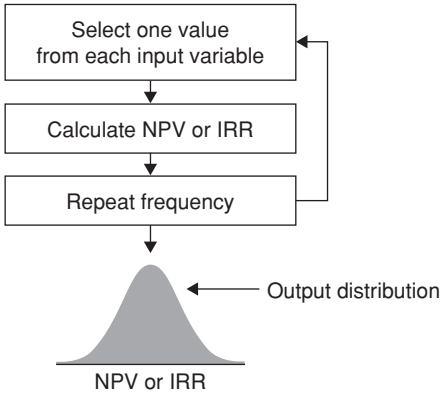 Select one value
from each input variable
Calculate NPV or IRR
Repeat frequency
Output distribution
NPV or IRR